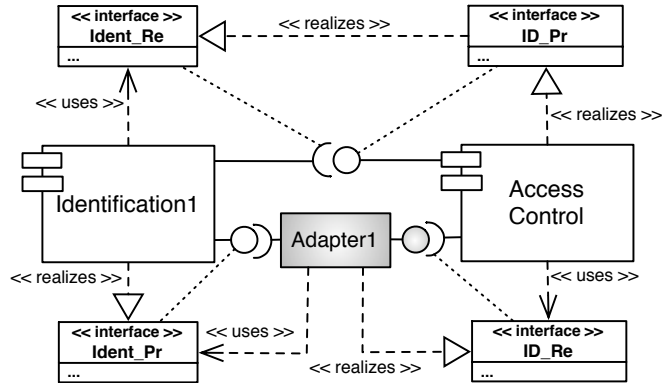 << interface >>
Ident_Re
...
<< realizes >>
<< interface >>
ID_Pr
...
<< uses >>
<< realizes >>
Identification1
Access
Control
Adapter1
<< realizes >>
<< uses >>
<< interface >>
Ident_Pr
...
<< uses >>
<< realizes >>
<< interface >>
ID_Re
...